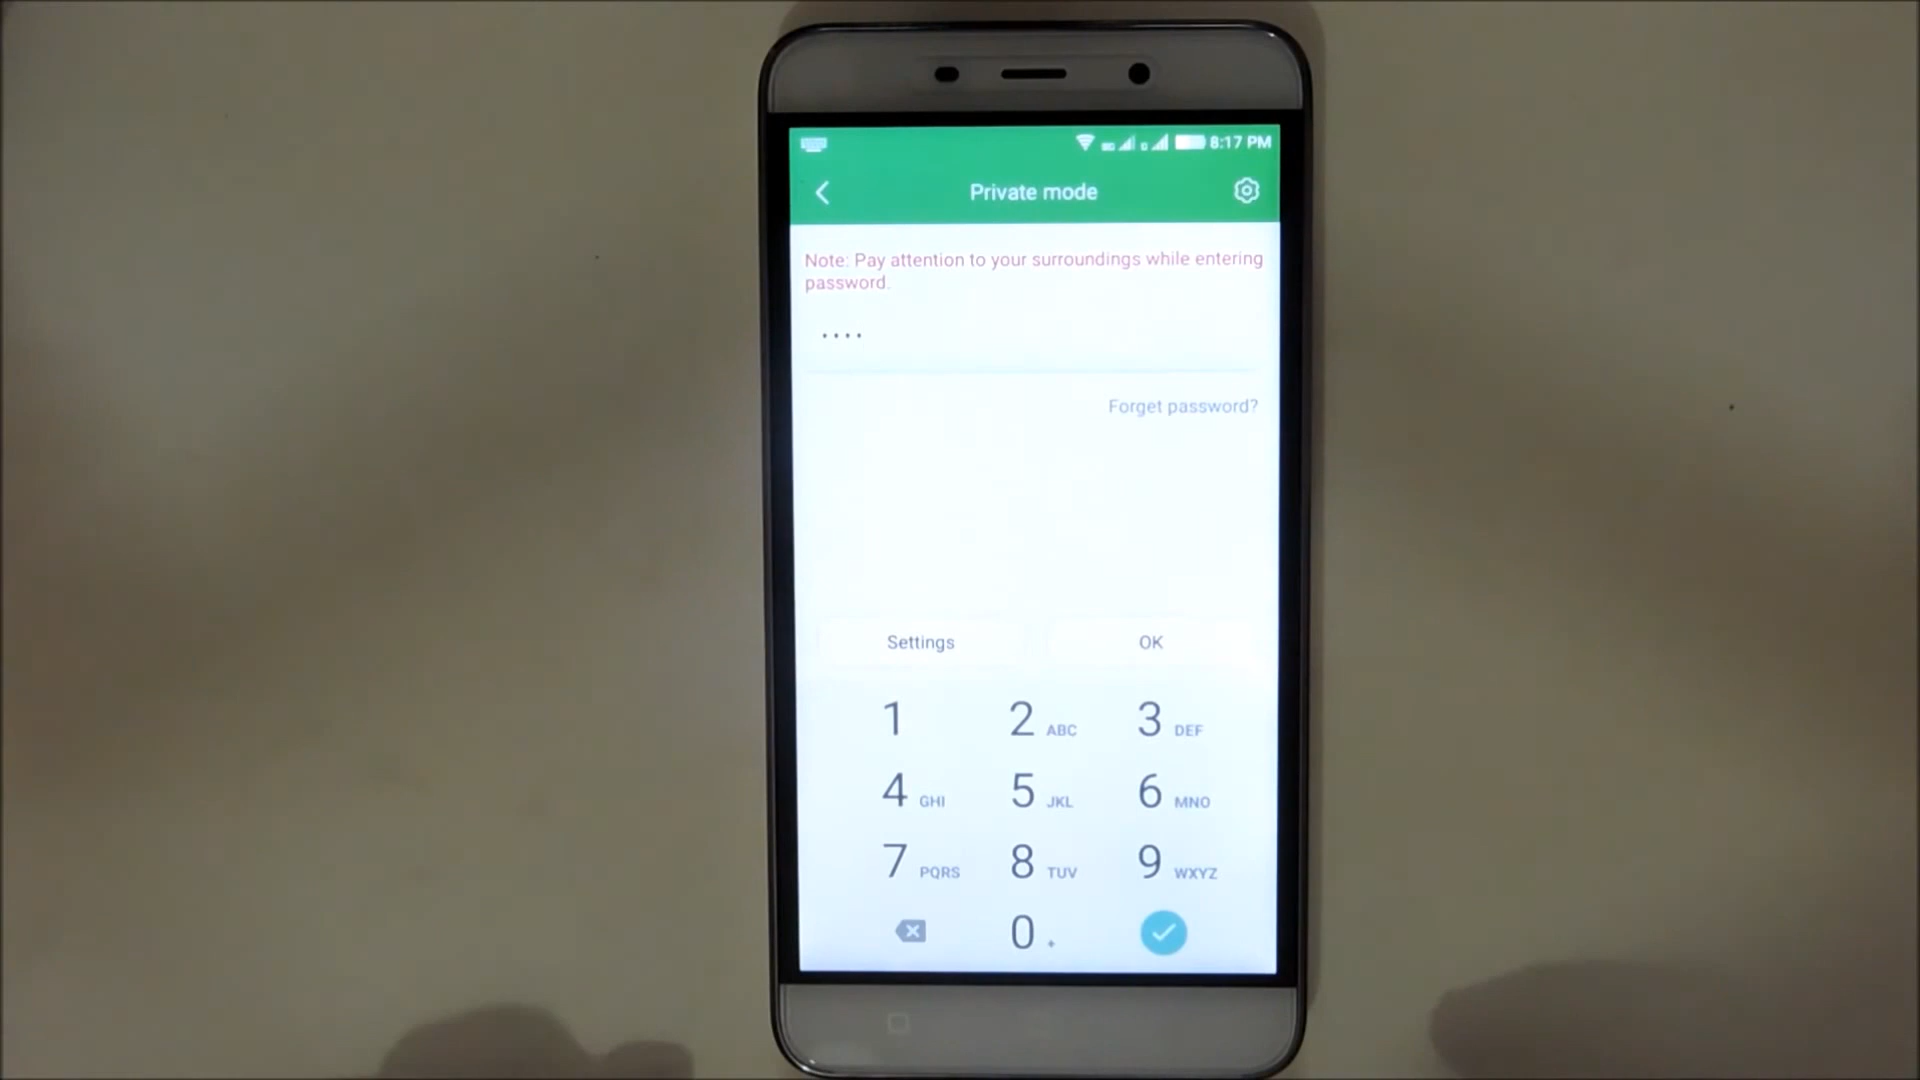 8:17 PM
Private mode
Note: Pay attention to your surroundings while entering
password.
....
Forget password?
Settings OK
1 2 ABC 3 DEF
4 GHI 5 JKL 6 MNO
7 PQRS 8 TUV 9 WXYZ
0 +